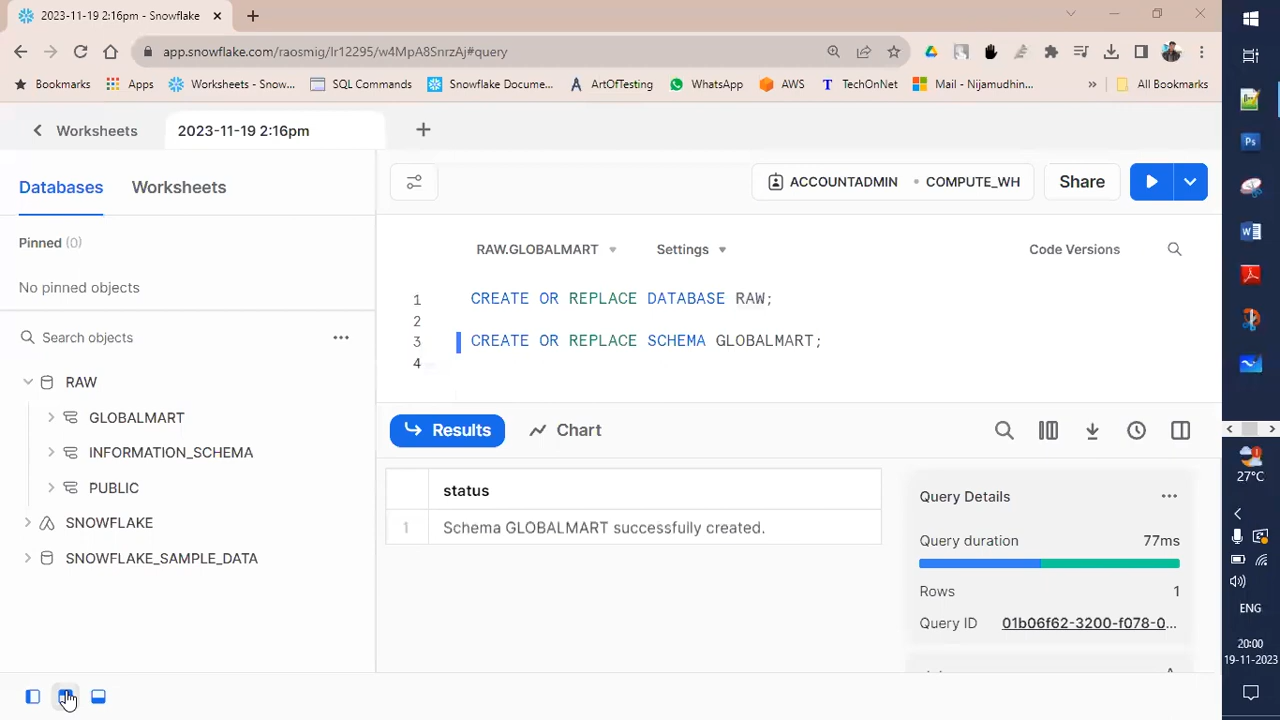 2023-11-19 2:16pm - Snowflake
app.snowflake.com/raosmig/lr12295/w4MpA8SnrzAj#query
Bookmarks Apps Worksheets - Snow... SQL Commands Snowflake Docume... ArtOfTesting WhatsApp AWS TechOnNet Mail - Nijamudhin... » All Bookmarks
Worksheets 2023-11-19 2:16pm
Databases Worksheets
ACCOUNTADMIN • COMPUTE_WH Share
Pinned (0)
No pinned objects
Search objects
RAW
GLOBALMART
INFORMATION_SCHEMA
PUBLIC
SNOWFLAKE
SNOWFLAKE_SAMPLE_DATA
RAW.GLOBALMART Settings Code Versions
1 CREATE OR REPLACE DATABASE RAW;
2
3 CREATE OR REPLACE SCHEMA GLOBALMART;
4
Results Chart
status
1 Schema GLOBALMART successfully created.
Query Details
Query duration 77ms
Rows 1
Query ID 01b06f62-3200-f078-0...
27°C
ENG
20:00
19-11-2023